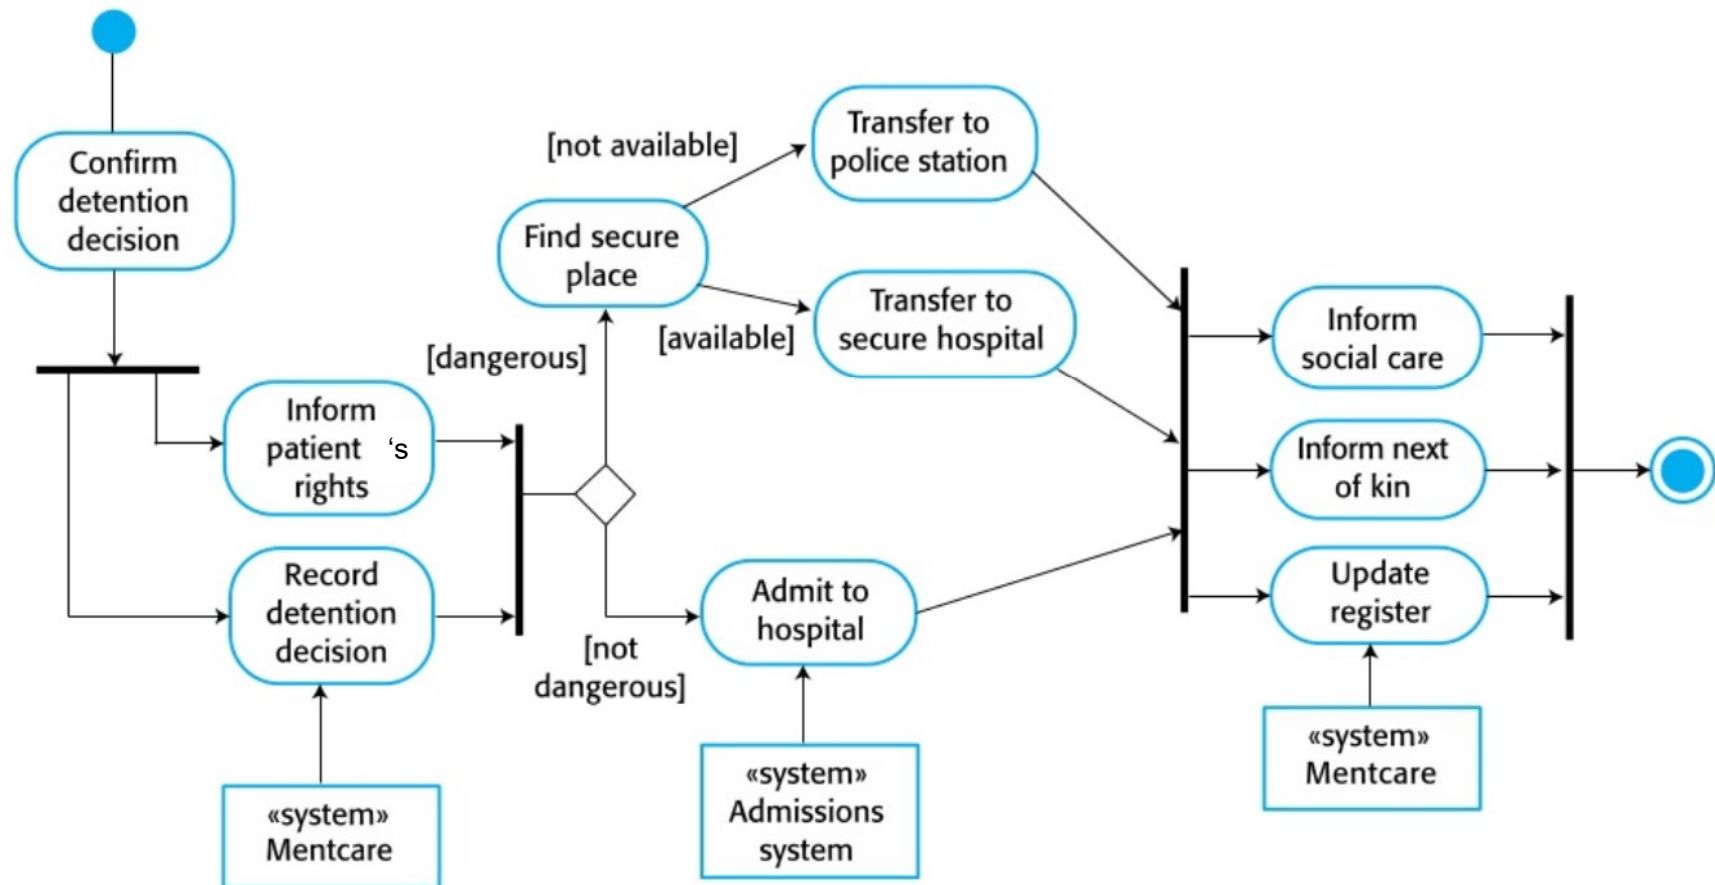 Confirm
detention
decision
Inform
patient ‘s
rights
Record
detention
decision
«system»
Mentcare
[dangerous]
[not
dangerous]
Find secure
place
[not available]
[available]
Transfer to
police station
Transfer to
secure hospital
Admit to
hospital
«system»
Admissions
system
Inform
social care
Inform next
of kin
Update
register
«system»
Mentcare